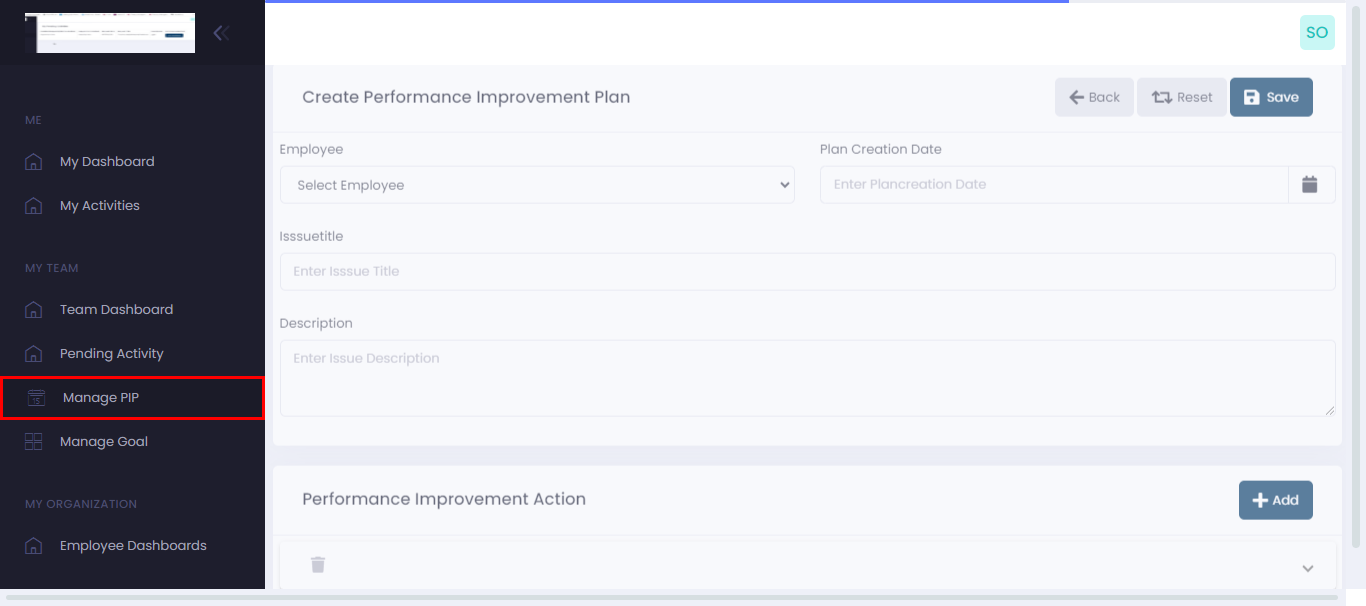 SO
ME
My Dashboard
My Activities
MY TEAM
Team Dashboard
Pending Activity
15
Manage PIP
Manage Goal
MY ORGANIZATION
Employee Dashboards
Create Performance Improvement Plan
Back
Reset
Save
Employee
Plan Creation Date
Select Employee
Enter Plancreation Date
Isssuetitle
Enter Isssue Title
Description
Enter Issue Description
Performance Improvement Action
Add